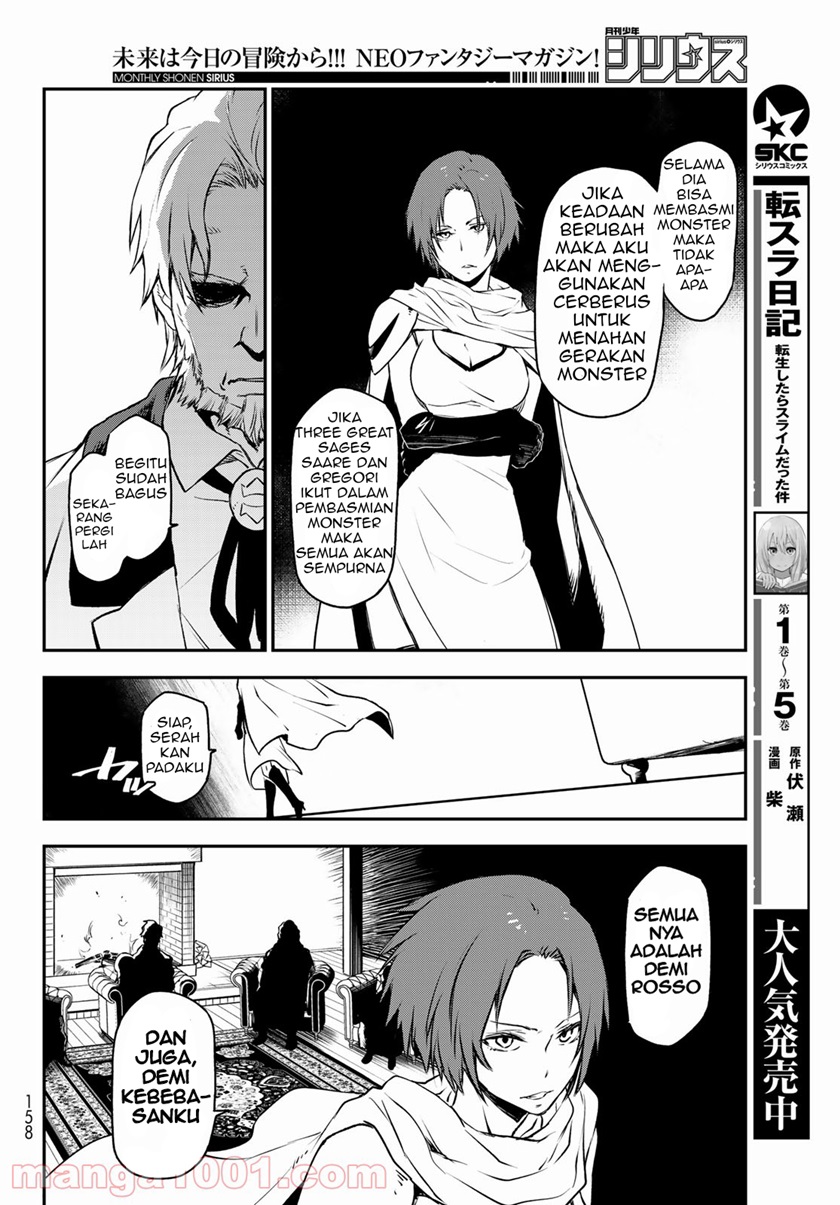 未来は今日の冒険から!!! NEOファンタジーマガジン!
MONTHLY SHONEN SIRIUS
月刊少年
シリウス
SKC
シリウスコミックス
転スラ日記
転生したらスライムだった件
第1巻〜第5巻
原作 伏瀬
漫画 柴
大人気発売中
SELAMA
DIA
BISA
MEMBASMI
MONSTER
MAKA
TIDAK
APA-
APA
JIKA
KEADAAN
BERUBAH
MAKA AKU
AKAN MENG-
GUNAKAN
CERBERUS
UNTUK
MENAHAN
GERAKAN
MONSTER
JIKA
THREE GREAT
SAGES
SAARE DAN
GREGORI
IKUT DALAM
PEMBASMIAN
MONSTER
MAKA
SEMUA AKAN
SEMPURNA
BEGITU
SUDAH
BAGUS
SEKA-
RANG
PERGI
LAH
SIAP,
SERAH
KAN
PADAKU
カッ
SEMUA
NYA
ADALAH
DEMI
ROSSO
DAN
JUGA,
DEMI
KEBEBA-
SANKU
158
manga1001.com